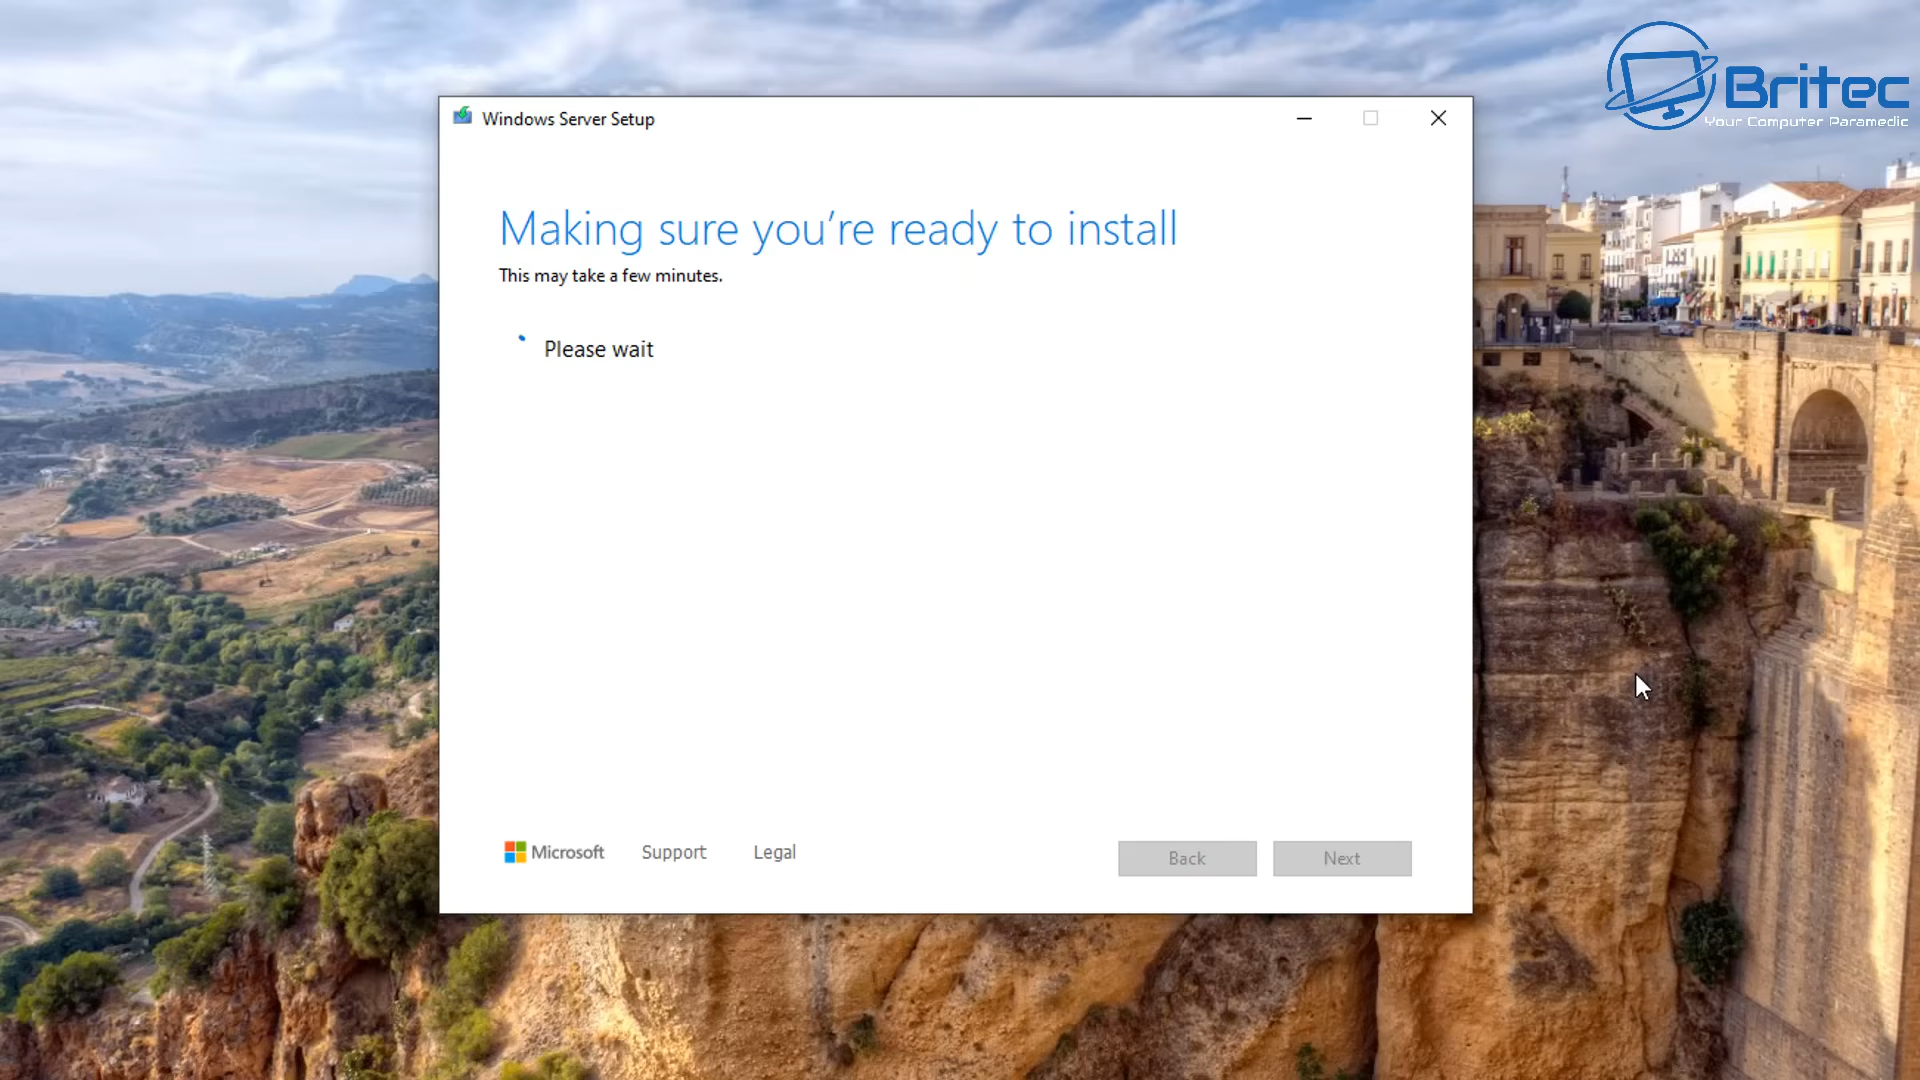 Britec
Your Computer Paramedic
Windows Server Setup
Making sure you're ready to install
This may take a few minutes.
Please wait
Microsoft
Support
Legal
Back
Next